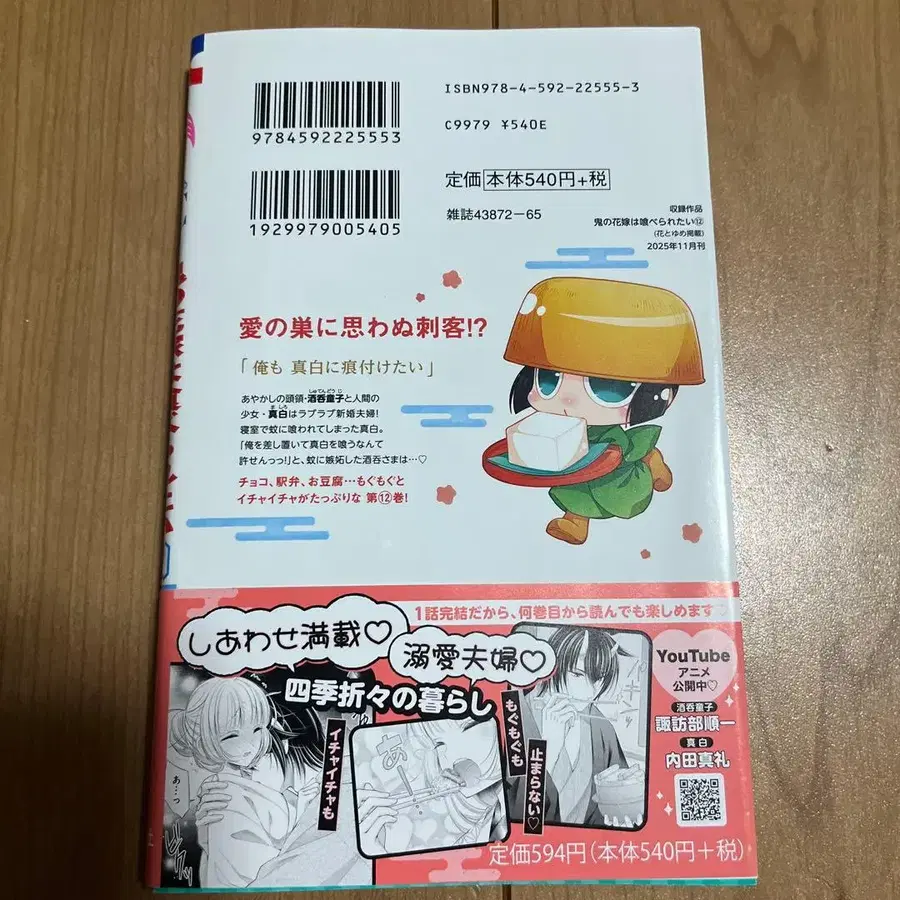 ISBN978-4-592-22555-3
9784592225553
C9979 ¥540E
定価 本体540円+税
1929979005405
雑誌43872-65
収録作品
鬼の花嫁は喰べられたい⑫
(花とゆめ掲載)
2025年11月刊
愛の巣に思わぬ刺客!?
「俺も 真白に痕付けたい」
しゅてんどうじ
あやかしの頭領・酒呑童子と人間の
ましろ
少女・真白はラブラブ新婚夫婦!
寝室で蚊に喰われてしまった真白。
「俺を差し置いて真白を喰うなんて
許せんっっ!」と、蚊に嫉妬した酒呑さまは…♡
チョコ、駅弁、お豆腐…もぐもぐと
イチャイチャがたっぷりな 第⑫巻!
1話完結だから、何巻目から読んでも楽しめます♡
しあわせ満載♡
溺愛夫婦♡
四季折々の暮らし
イチャイチャも
もぐもぐも
止まらない♡
あ…っ
あー
YouTube
アニメ
公開中♡
酒呑童子
諏訪部順一
真白
内田真礼
定価594円(本体540円+税)